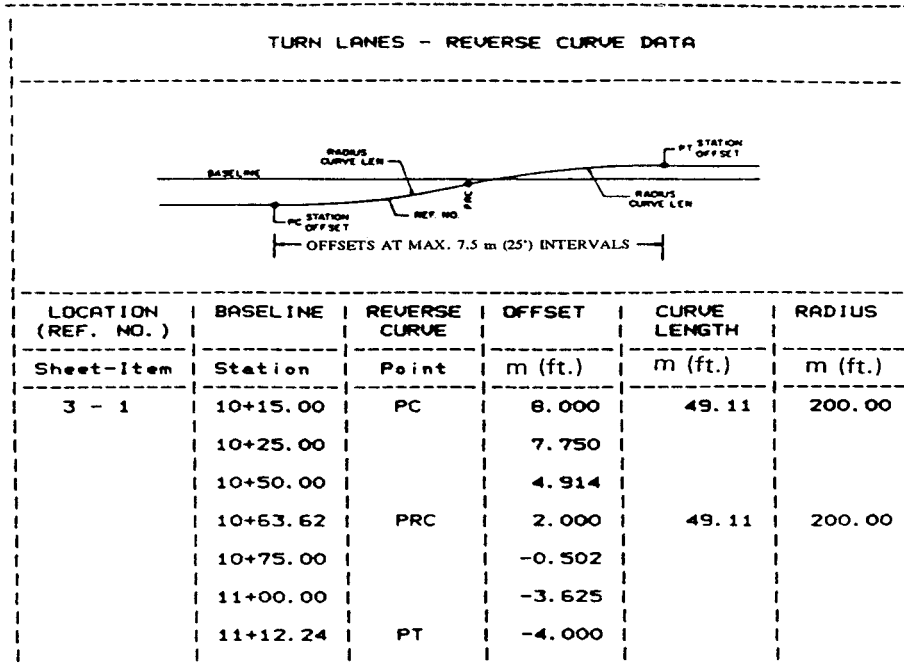 TURN LANES - REVERSE CURVE DATA
PT STATION
OFFSET
RADIUS
CURVE LEN
BASELINE
PRC
RADIUS
CURVE LEN
PC STATION
OFFSET
REF. NO.
OFFSETS AT MAX. 7.5 m (25') INTERVALS
LOCATION (REF. NO.) | BASELINE | REVERSE CURVE | OFFSET | CURVE LENGTH | RADIUS
Sheet-Item | Station | Point | m (ft.) | m (ft.) | m (ft.)
3 - 1 | 10+15.00 | PC | 8.000 | 49.11 | 200.00
10+25.00 | 7.750
10+50.00 | 4.914
10+63.62 | PRC | 2.000 | 49.11 | 200.00
10+75.00 | -0.502
11+00.00 | -3.625
11+12.24 | PT | -4.000